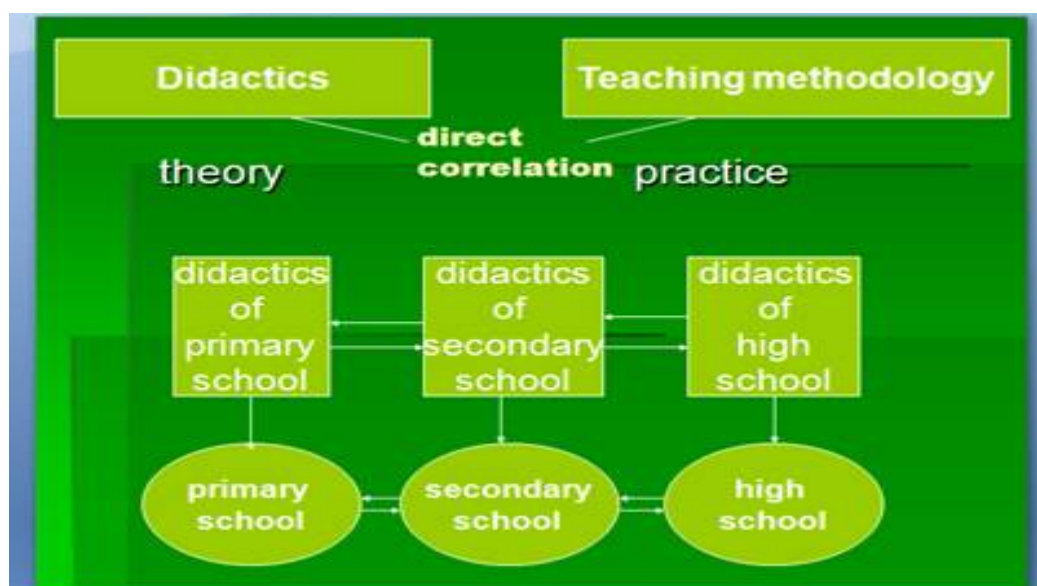 Didactics
Teaching methodology
direct
correlation
theory
practice
didactics
of
primary
school
didactics
of
secondary
school
didactics
of
high
school
primary
school
secondary
school
high
school